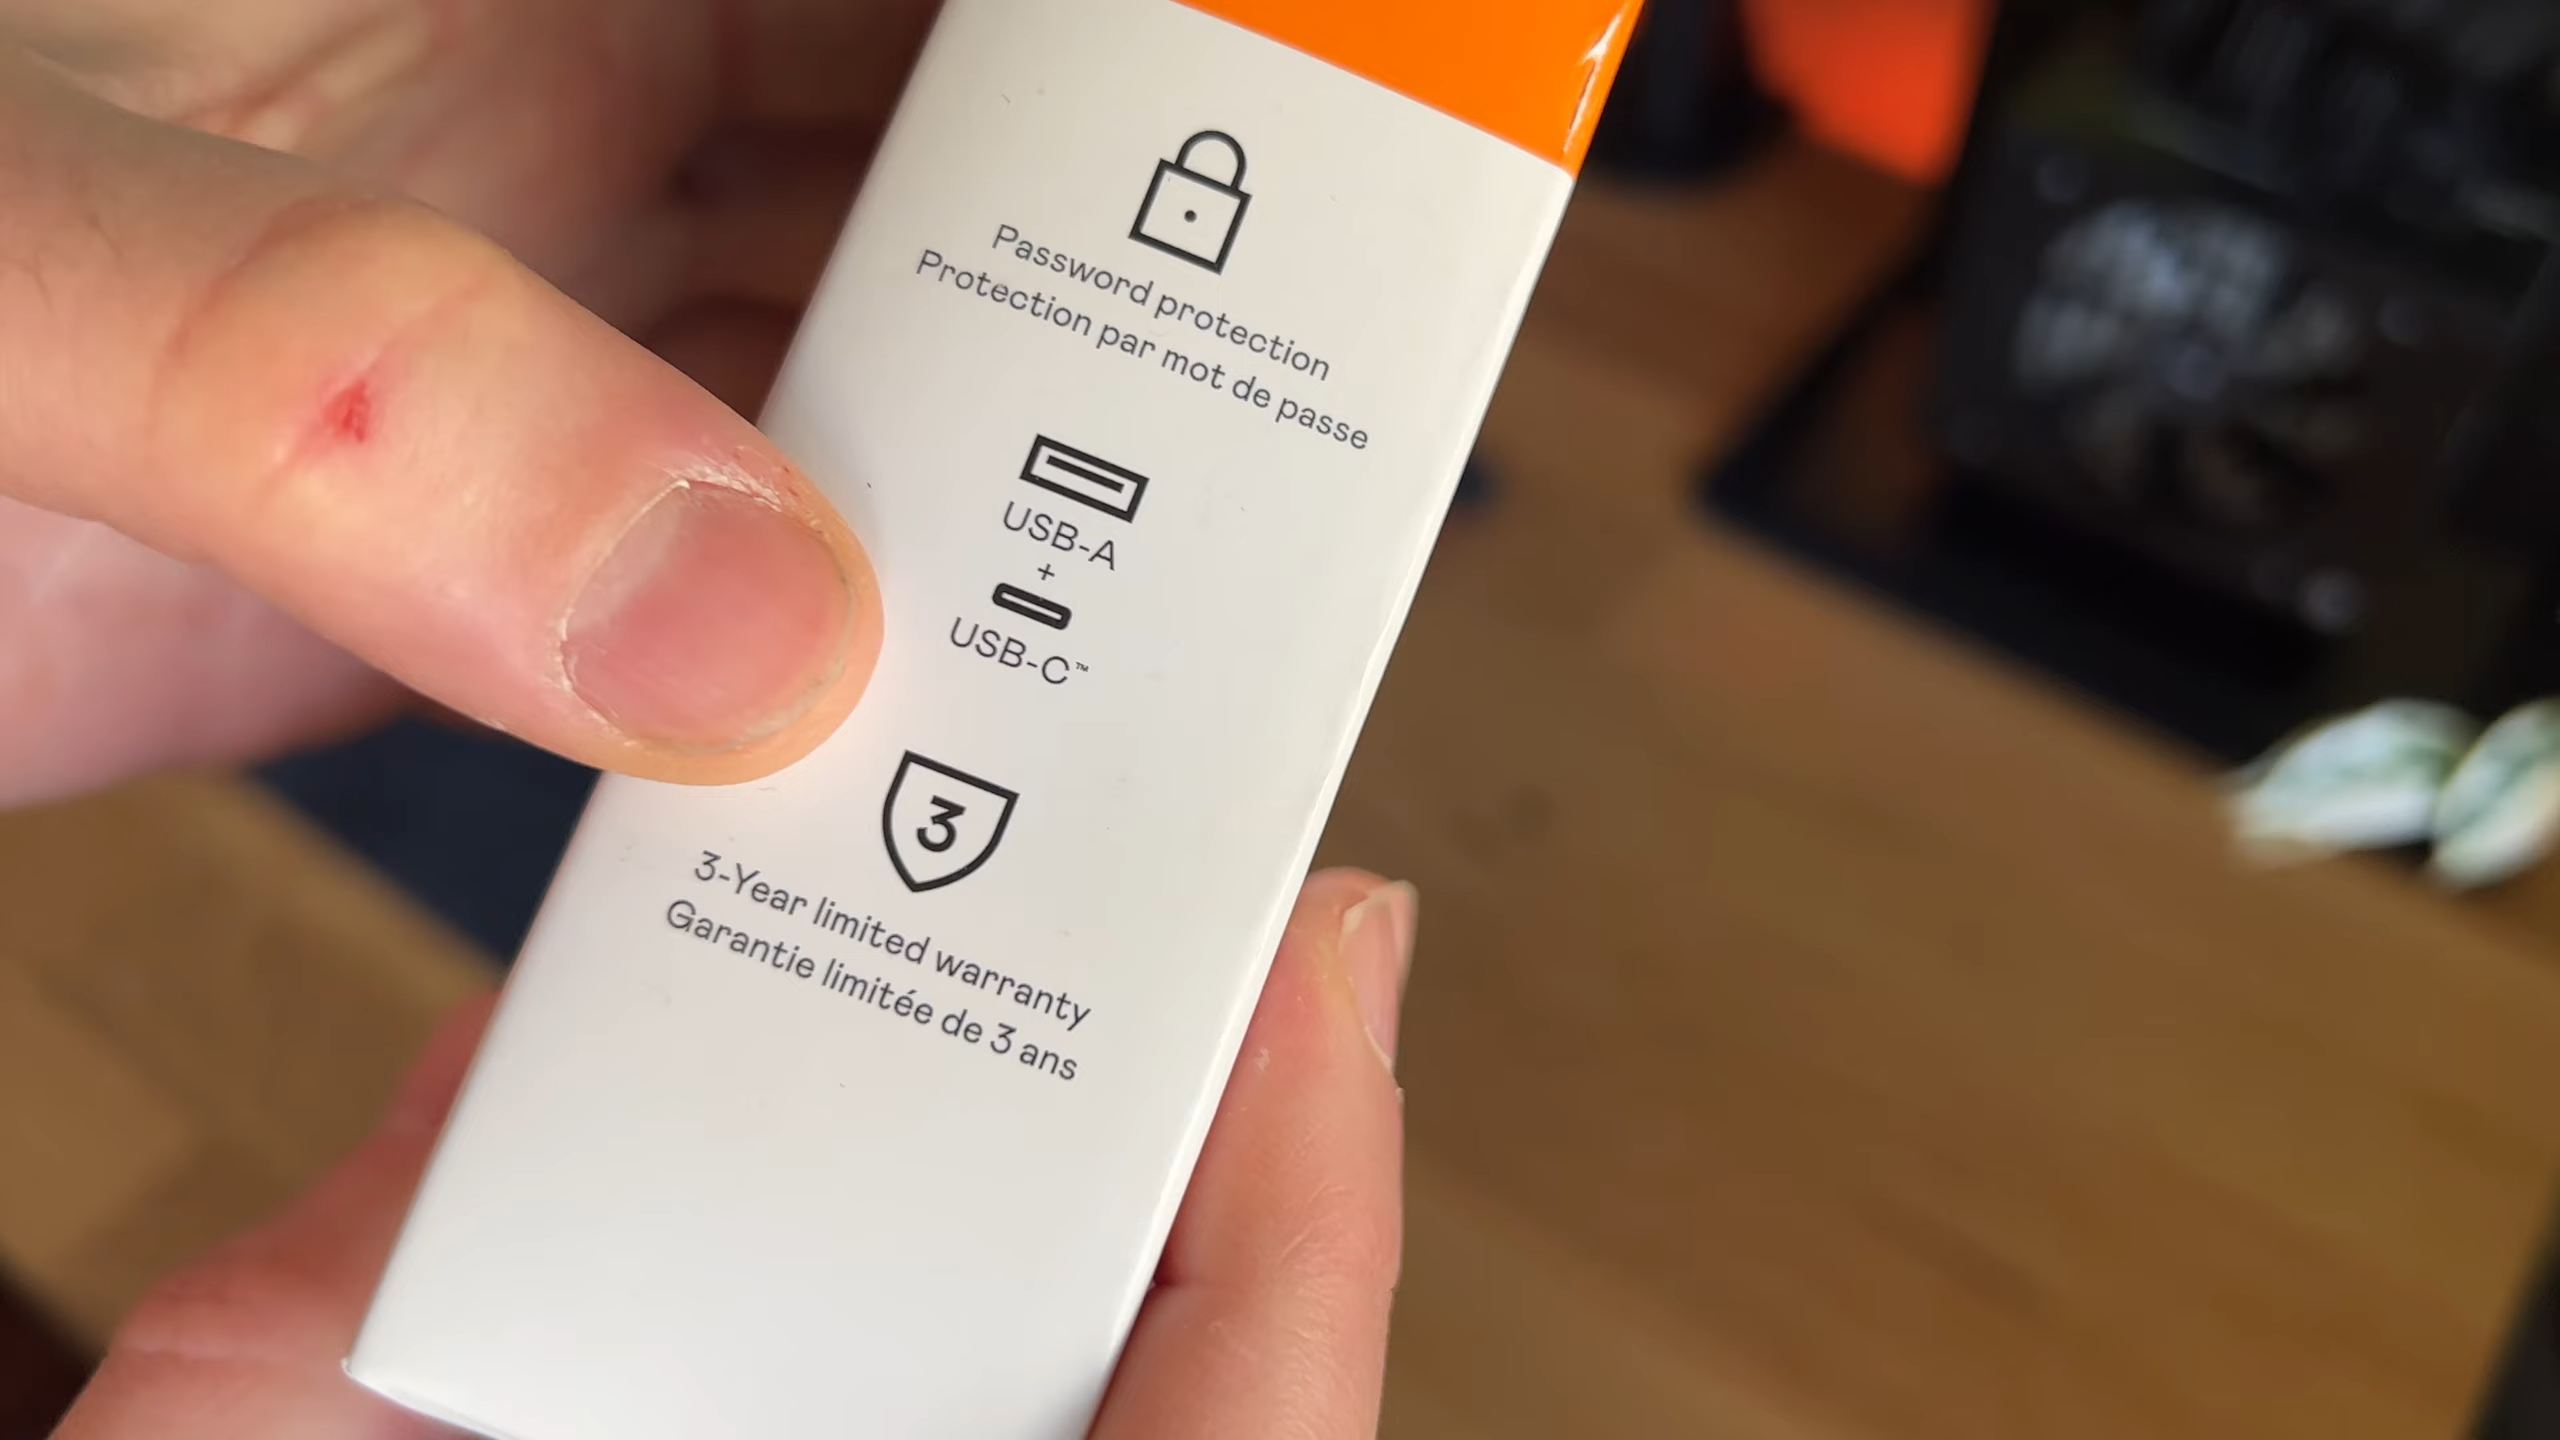 Password protection
Protection par mot de passe
USB-A
+
USB-C™
3
3-Year limited warranty
Garantie limitée de 3 ans